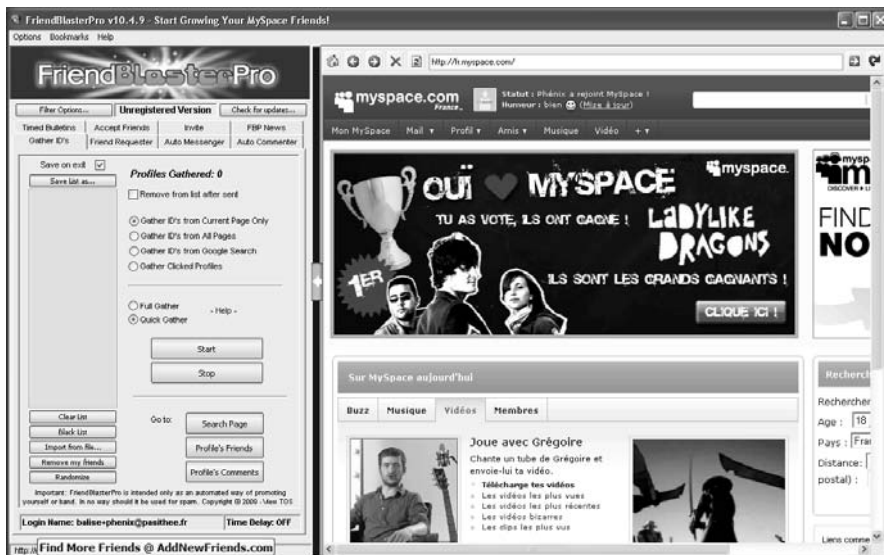 FriendBlasterPro v10.4.9 - Start Growing Your MySpace Friends!
Options Bookmarks Help
FriendBlasterPro
Filter Options... Unregistered Version Check for updates...
Timed Bulletins Accept Friends Invite FBP News
Gather ID's Friend Requester Auto Messenger Auto Commenter
Save on exit
Save List as...
Profiles Gathered: 0
Remove from list after sent
Gather ID's from Current Page Only
Gather ID's from All Pages
Gather ID's from Google Search
Gather Clicked Profiles
Full Gather
Quick Gather
- Help -
Start
Stop
Clear List
Black List
Import from file...
Remove my friends
Randomize
Go to:
Search Page
Profile's Friends
Profile's Comments
Important: FriendBlasterPro is intended only as an automated way of promoting
yourself or band. In no way should it be used for spam. Copyright © 2009 - View TOS
Login Name: balise+phenix@pasithee.fr Time Delay: OFF
http://
Find More Friends @ AddNewFriends.com
http://fr.myspace.com/
myspace.com
France
Statut : Phénix a rejoint MySpace !
Humeur : bien (Mise à jour)
Mon MySpace Mail Profil Amis Musique Vidéo +
myspace.
OUÏ MYSPACE
TU AS VOTE, ILS ONT GAGNE !
LADYLIKE
DRAGONS
1ER
ILS SONT LES GRANDS GAGNANTS !
CLIQUE ICI !
mysp
DISCOVER
FIND
NO
Sur MySpace aujourd'hui
Buzz Musique Vidéos Membres
Joue avec Grégoire
Chante un tube de Grégoire et
envoie-lui ta vidéo.
Télécharge tes vidéos
Les vidéos les plus vues
Les vidéos les plus récentes
Les vidéos bizarres
Les clips les plus vus
Recherch
Rechercher
Age : 18
Pays : Fran
Distance:
postal) :
Liens comme